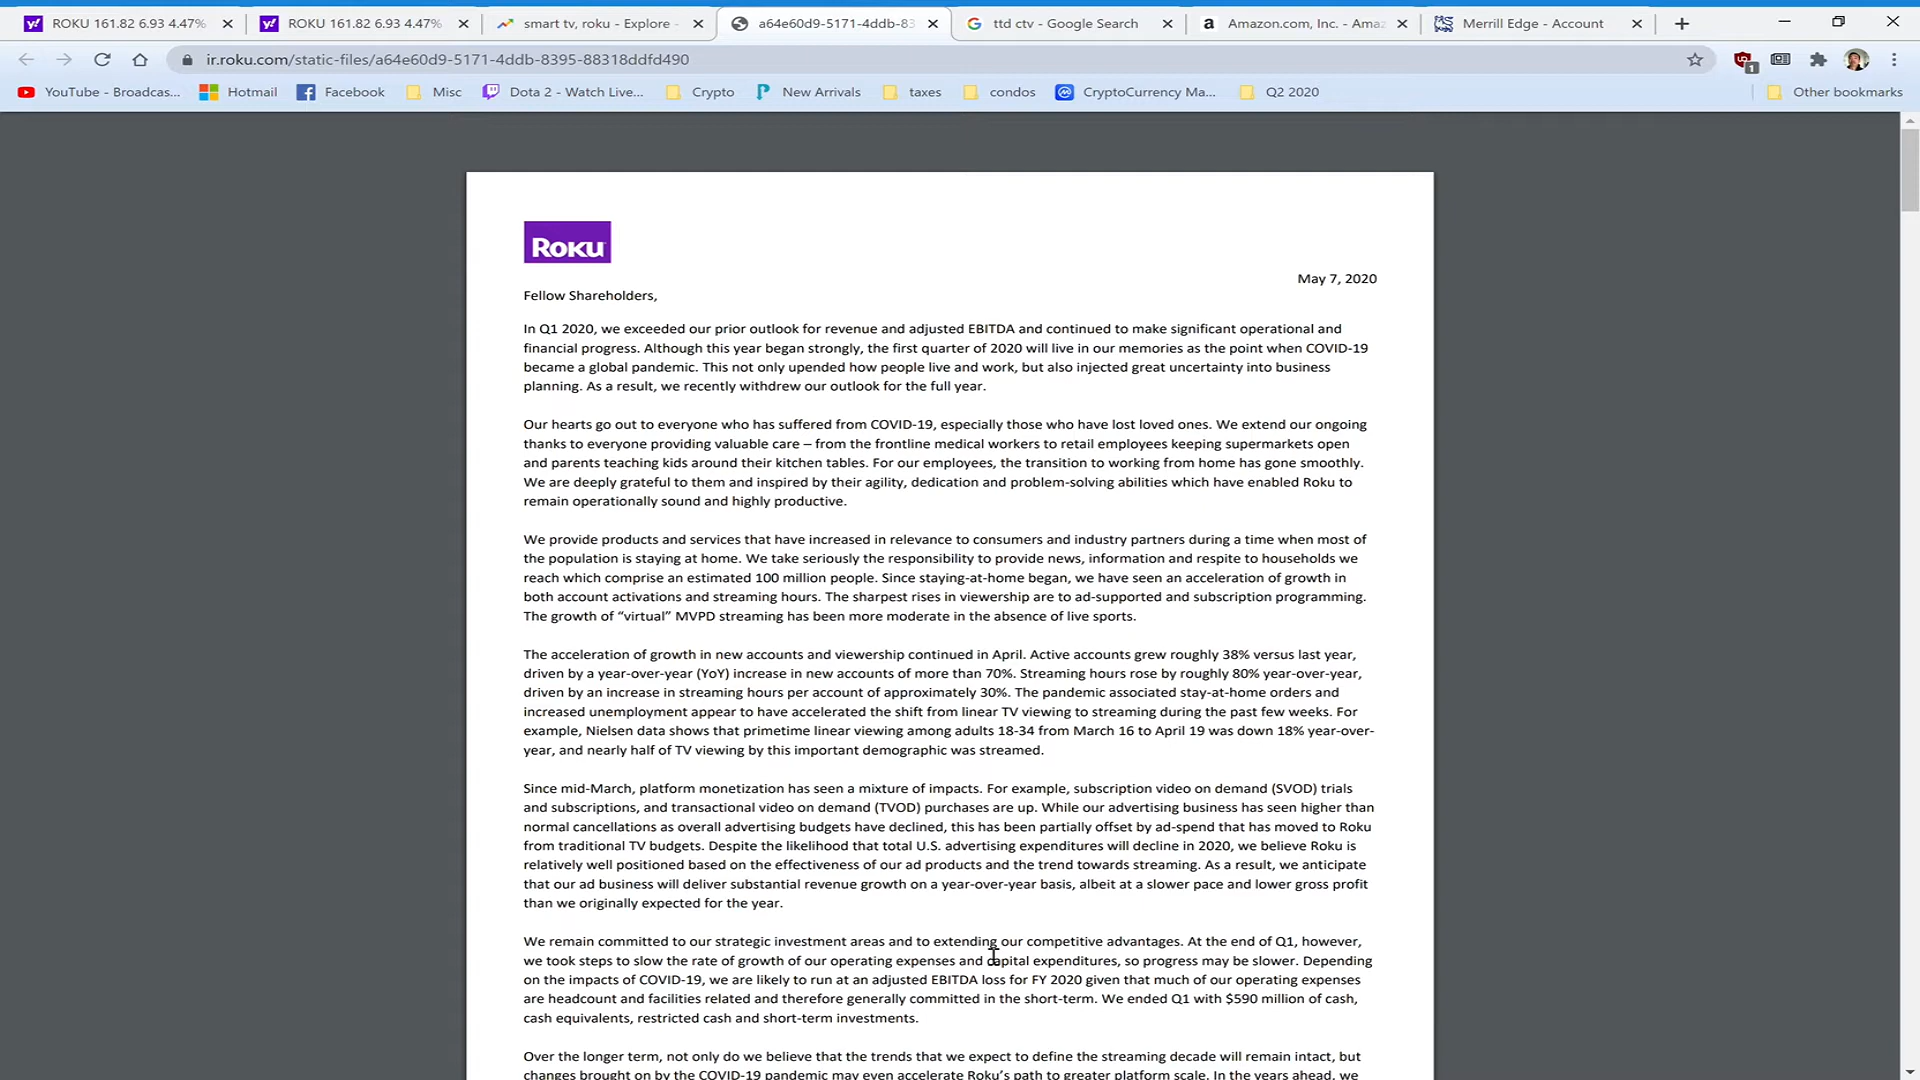 ROKU 161.82 6.93 4.47%
ROKU 161.82 6.93 4.47%
smart tv, roku - Explore -
a64e60d9-5171-4ddb-83
ttd ctv - Google Search
Amazon.com, Inc. - Amaz
Merrill Edge - Account
ir.roku.com/static-files/a64e60d9-5171-4ddb-8395-88318ddfd490
1
YouTube - Broadcas...
Hotmail
Facebook
Misc
Dota 2 - Watch Live...
Crypto
New Arrivals
taxes
condos
CryptoCurrency Ma...
Q2 2020
Other bookmarks
ROKU
May 7, 2020
Fellow Shareholders,
In Q1 2020, we exceeded our prior outlook for revenue and adjusted EBITDA and continued to make significant operational and
financial progress. Although this year began strongly, the first quarter of 2020 will live in our memories as the point when COVID-19
became a global pandemic. This not only upended how people live and work, but also injected great uncertainty into business
planning. As a result, we recently withdrew our outlook for the full year.
Our hearts go out to everyone who has suffered from COVID-19, especially those who have lost loved ones. We extend our ongoing
thanks to everyone providing valuable care – from the frontline medical workers to retail employees keeping supermarkets open
and parents teaching kids around their kitchen tables. For our employees, the transition to working from home has gone smoothly.
We are deeply grateful to them and inspired by their agility, dedication and problem-solving abilities which have enabled Roku to
remain operationally sound and highly productive.
We provide products and services that have increased in relevance to consumers and industry partners during a time when most of
the population is staying at home. We take seriously the responsibility to provide news, information and respite to households we
reach which comprise an estimated 100 million people. Since staying-at-home began, we have seen an acceleration of growth in
both account activations and streaming hours. The sharpest rises in viewership are to ad-supported and subscription programming.
The growth of “virtual” MVPD streaming has been more moderate in the absence of live sports.
The acceleration of growth in new accounts and viewership continued in April. Active accounts grew roughly 38% versus last year,
driven by a year-over-year (YoY) increase in new accounts of more than 70%. Streaming hours rose by roughly 80% year-over-year,
driven by an increase in streaming hours per account of approximately 30%. The pandemic associated stay-at-home orders and
increased unemployment appear to have accelerated the shift from linear TV viewing to streaming during the past few weeks. For
example, Nielsen data shows that primetime linear viewing among adults 18-34 from March 16 to April 19 was down 18% year-over-
year, and nearly half of TV viewing by this important demographic was streamed.
Since mid-March, platform monetization has seen a mixture of impacts. For example, subscription video on demand (SVOD) trials
and subscriptions, and transactional video on demand (TVOD) purchases are up. While our advertising business has seen higher than
normal cancellations as overall advertising budgets have declined, this has been partially offset by ad-spend that has moved to Roku
from traditional TV budgets. Despite the likelihood that total U.S. advertising expenditures will decline in 2020, we believe Roku is
relatively well positioned based on the effectiveness of our ad products and the trend towards streaming. As a result, we anticipate
that our ad business will deliver substantial revenue growth on a year-over-year basis, albeit at a slower pace and lower gross profit
than we originally expected for the year.
We remain committed to our strategic investment areas and to extending our competitive advantages. At the end of Q1, however,
we took steps to slow the rate of growth of our operating expenses and capital expenditures, so progress may be slower. Depending
on the impacts of COVID-19, we are likely to run at an adjusted EBITDA loss for FY 2020 given that much of our operating expenses
are headcount and facilities related and therefore generally committed in the short-term. We ended Q1 with $590 million of cash,
cash equivalents, restricted cash and short-term investments.
Over the longer term, not only do we believe that the trends that we expect to define the streaming decade will remain intact, but
changes brought on by the COVID-19 pandemic may even accelerate Roku’s path to greater platform scale. In the years ahead, we